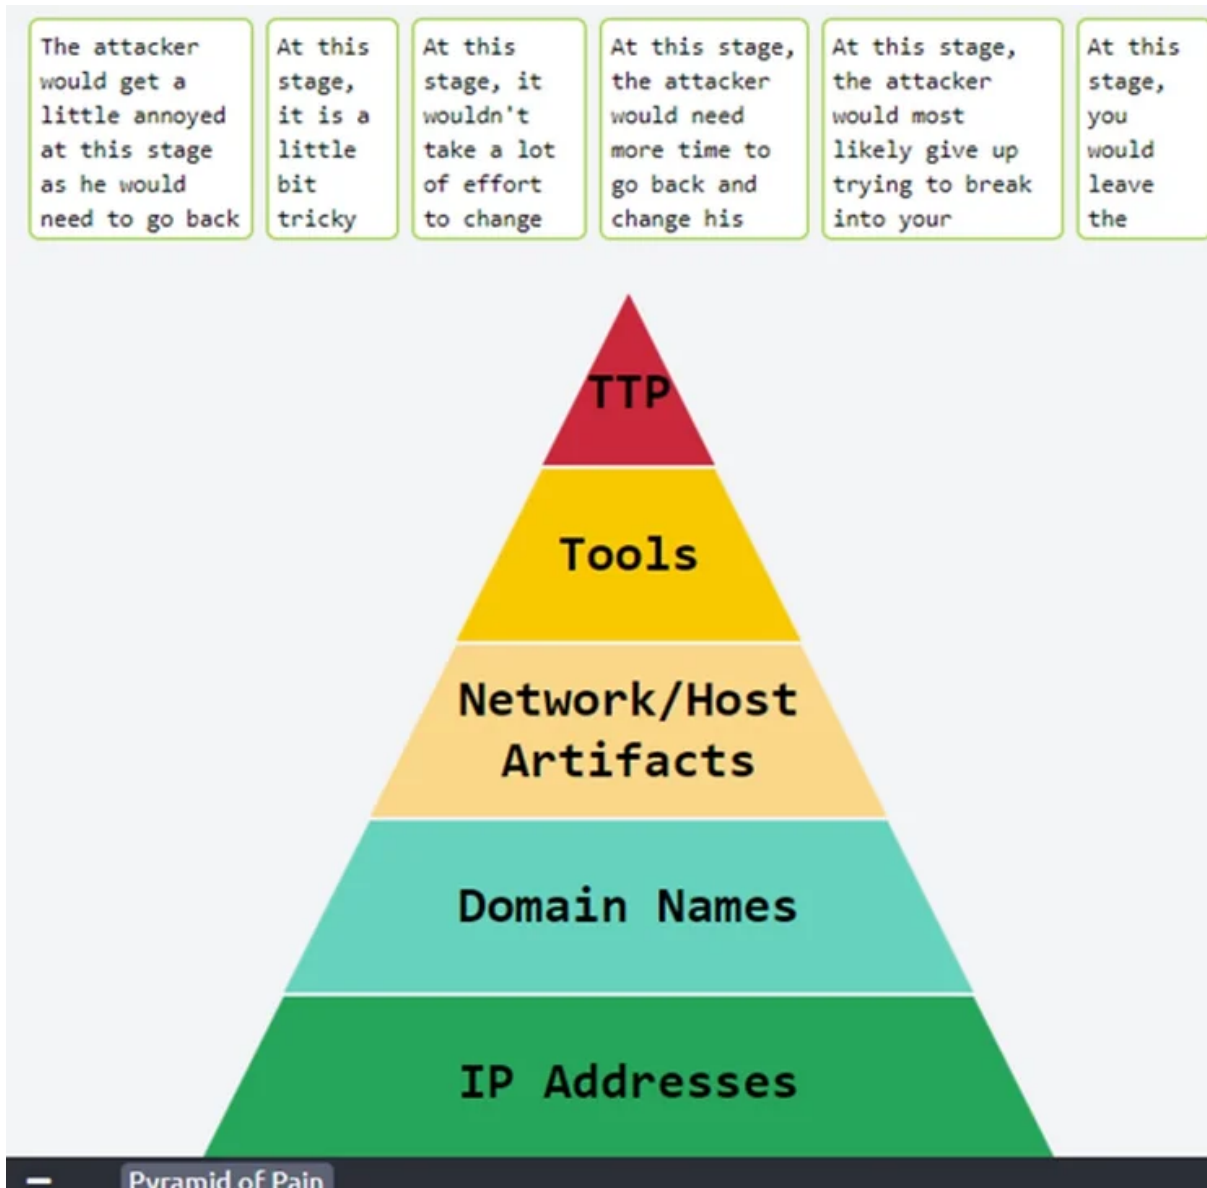 The attacker
would get a
little annoyed
at this stage
as he would
need to go back
At this
stage,
it is a
little
bit
tricky
At this
stage, it
wouldn't
take a lot
of effort
to change
At this stage,
the attacker
would need
more time to
go back and
change his
At this stage,
the attacker
would most
likely give up
trying to break
into your
At this
stage,
you
would
leave
the
TTP
Tools
Network/Host
Artifacts
Domain Names
IP Addresses
Pyramid of Pain